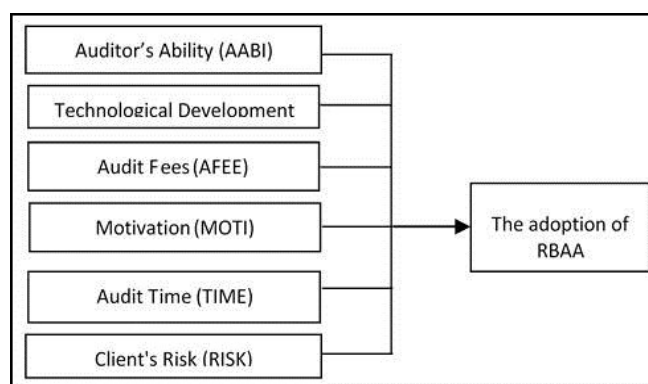 Auditor’s Ability (AABI)
Technological Development
Audit Fees (AFEE)
Motivation (MOTI)
Audit Time (TIME)
Client's Risk (RISK)
The adoption of
RBAA